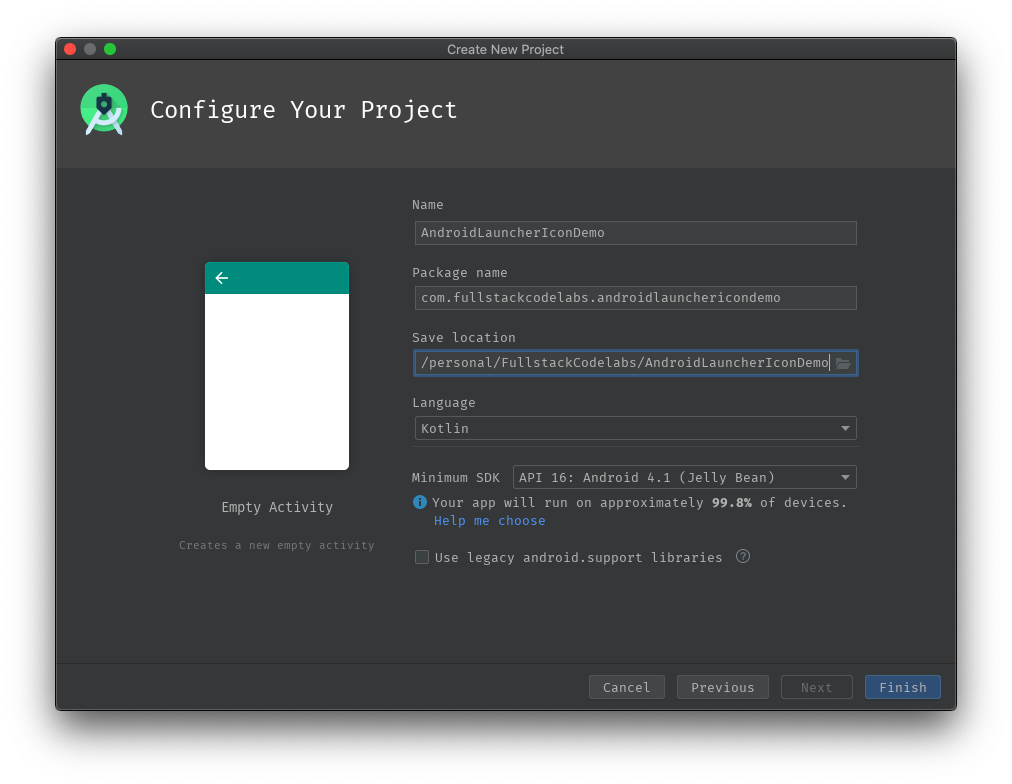 Create New Project
Configure Your Project
Name
AndroidLauncherIconDemo
Package name
com.fullstackcodelabs.androidlaunchericondemo
Save location
/personal/FullstackCodelabs/AndroidLauncherIconDemo
Language
Kotlin
Minimum SDK API 16: Android 4.1 (Jelly Bean)
i Your app will run on approximately 99.8% of devices.
Help me choose
Use legacy android.support libraries ?
Empty Activity
Creates a new empty activity
Cancel Previous Next Finish